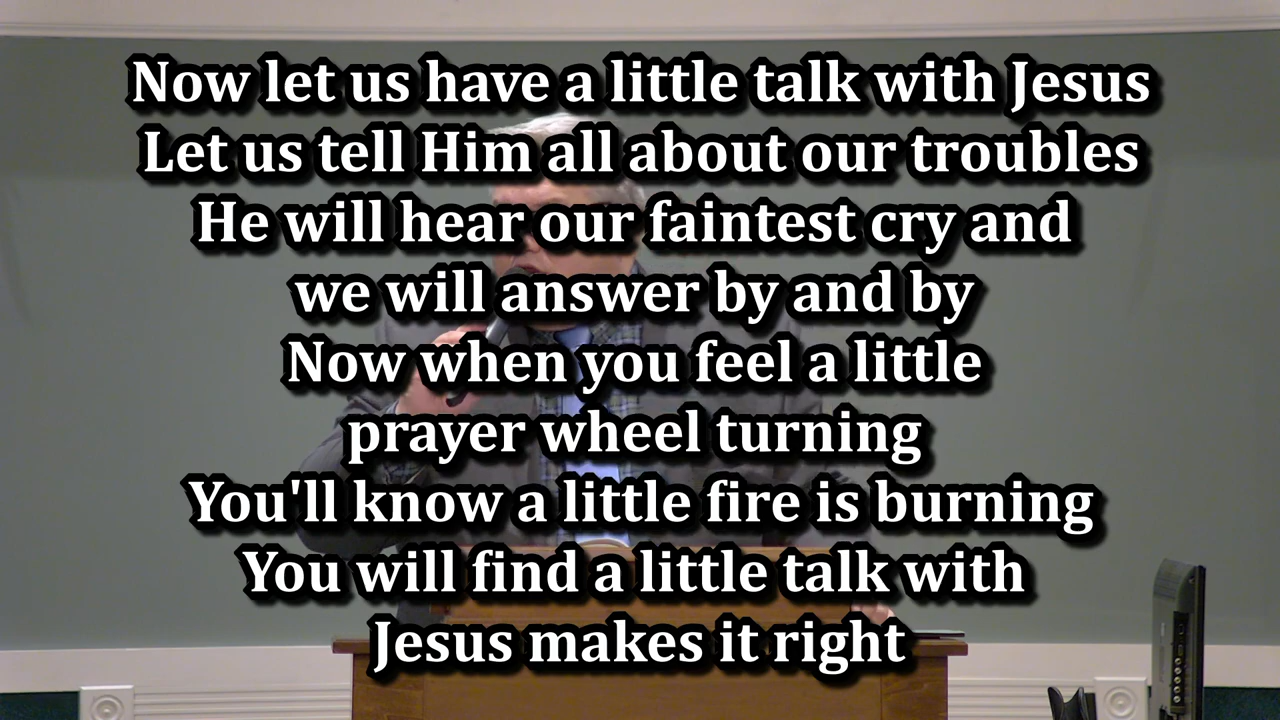 Now let us have a little talk with Jesus
Let us tell Him all about our troubles
He will hear our faintest cry and
we will answer by and by
Now when you feel a little
prayer wheel turning
You'll know a little fire is burning
You will find a little talk with
Jesus makes it right